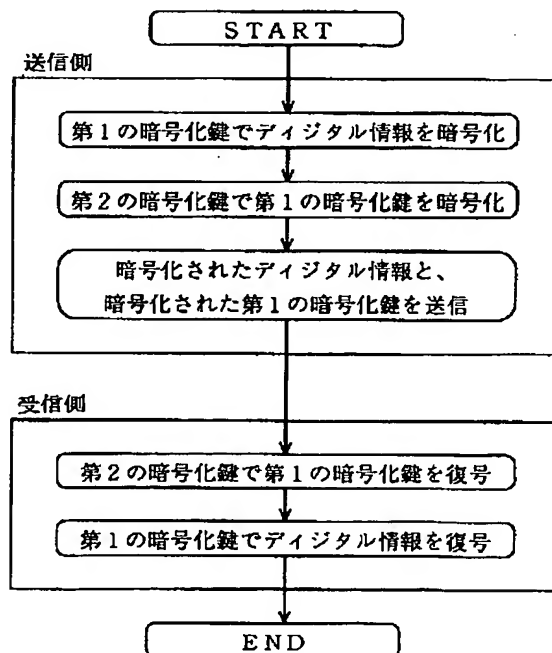 START
送信側
第1の暗号化鍵でディジタル情報を暗号化
第2の暗号化鍵で第1の暗号化鍵を暗号化
暗号化されたディジタル情報と、
暗号化された第1の暗号化鍵を送信
受信側
第2の暗号化鍵で第1の暗号化鍵を復号
第1の暗号化鍵でディジタル情報を復号
END